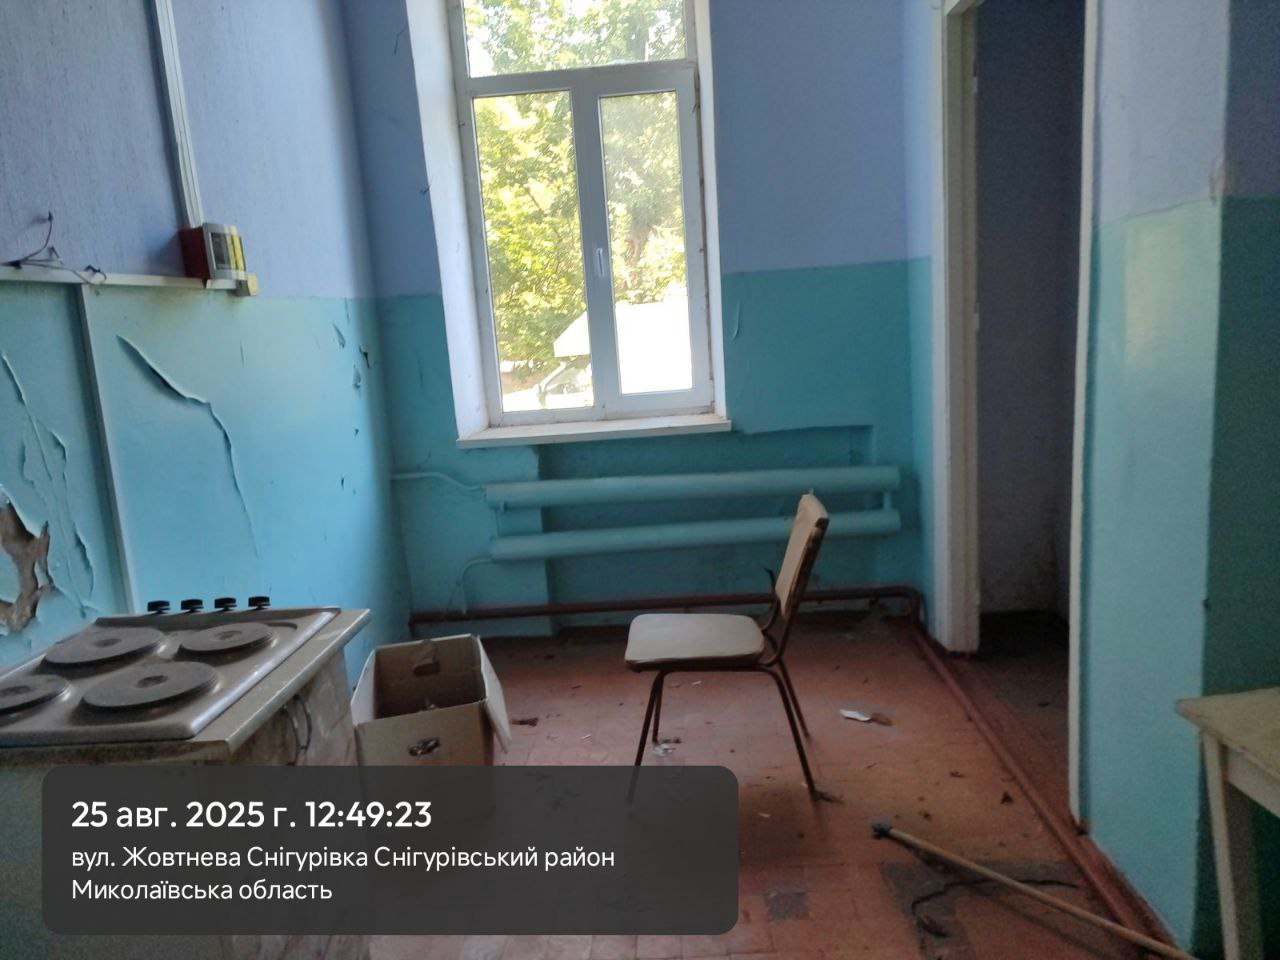 25 авг. 2025 г. 12:49:23
вул. Жовтнева Снігурівка Снігурівський район
Миколаївська область